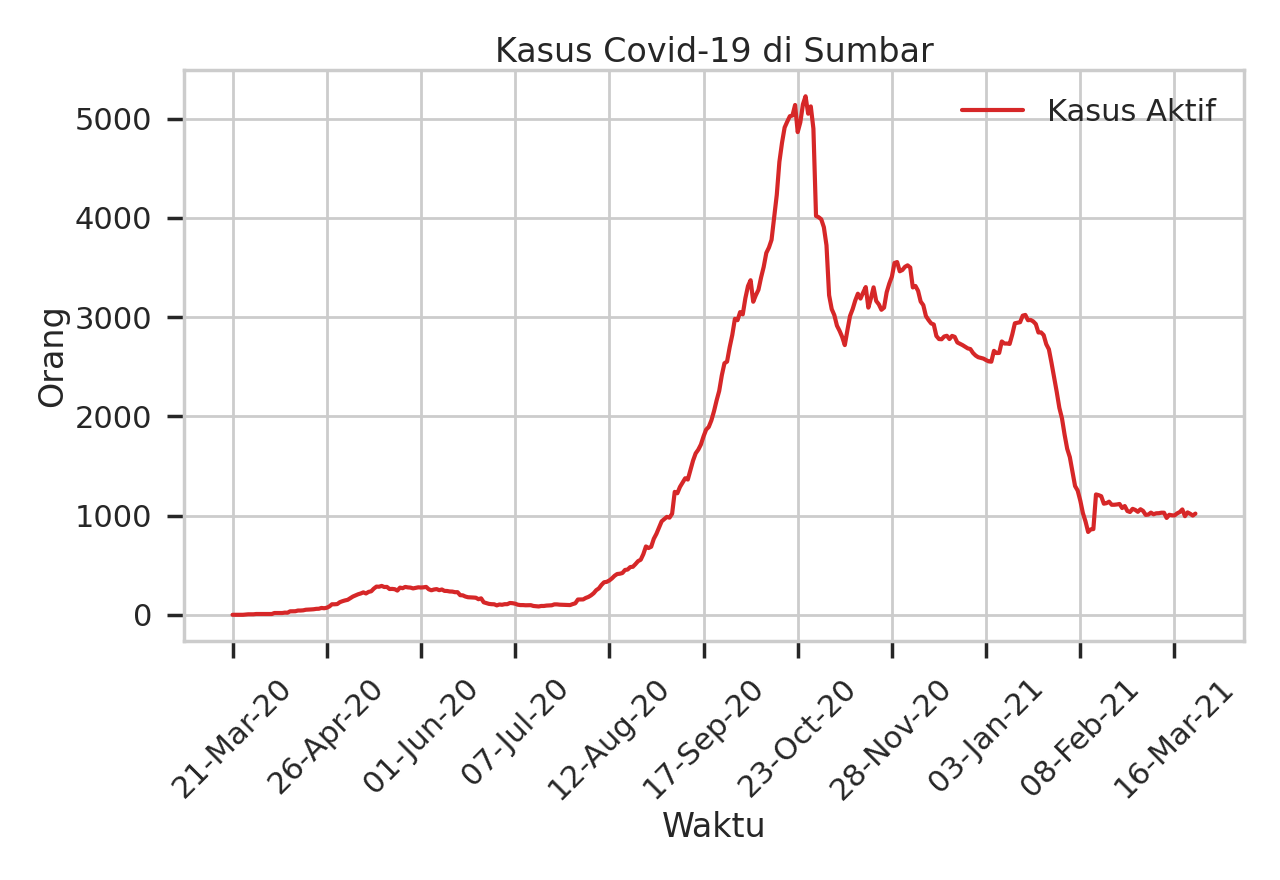 Kasus Covid-19 di Sumbar
Kasus Aktif
Orang
5000
4000
3000
2000
1000
0
21-Mar-20
26-Apr-20
01-Jun-20
07-Jul-20
12-Aug-20
17-Sep-20
23-Oct-20
28-Nov-20
03-Jan-21
08-Feb-21
16-Mar-21
Waktu